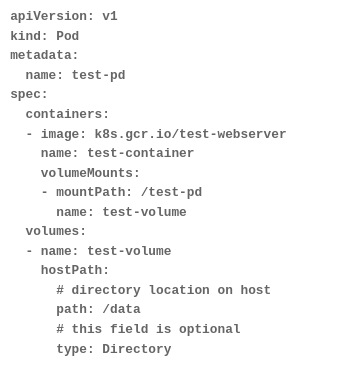 apiVersion: v1
kind: Pod
metadata:
  name: test-pd
spec:
  containers:
  - image: k8s.gcr.io/test-webserver
    name: test-container
    volumeMounts:
    - mountPath: /test-pd
      name: test-volume
  volumes:
  - name: test-volume
    hostPath:
      # directory location on host
      path: /data
      # this field is optional
      type: Directory